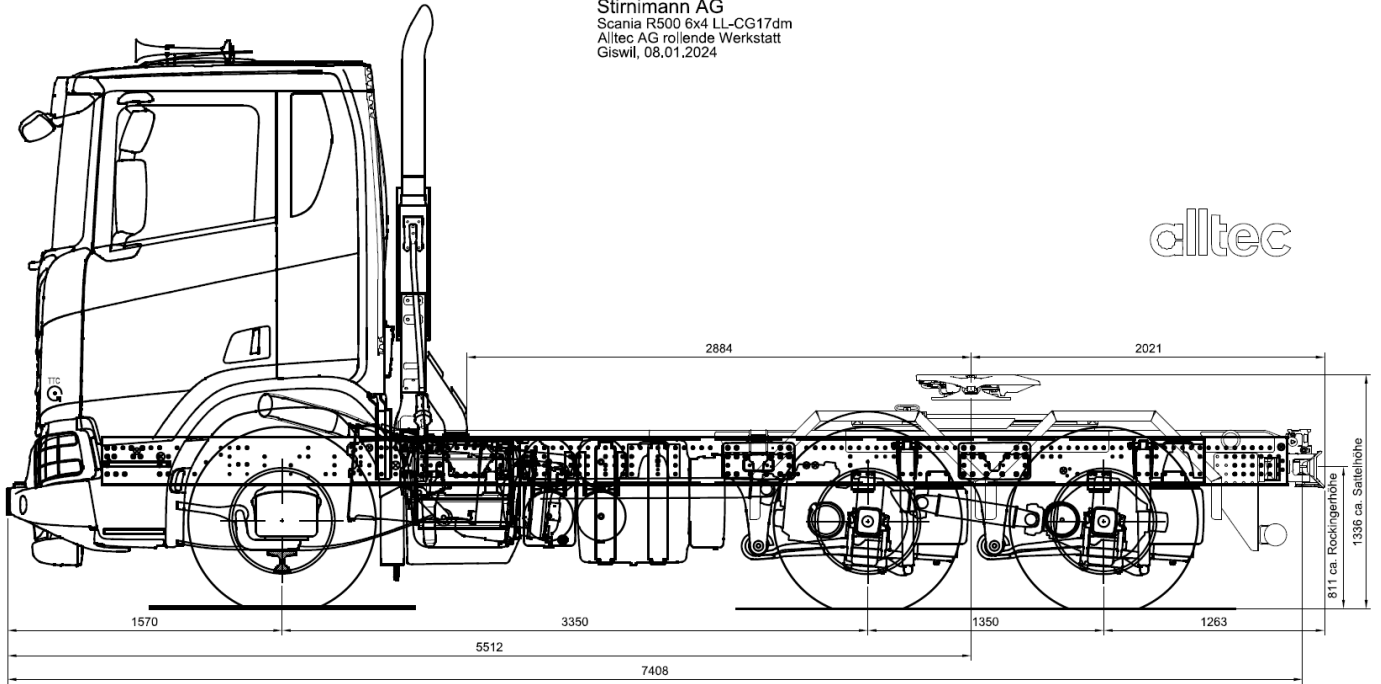 Stirnimann AG
Scania R500 6x4 LL-CG17dm
Alltec AG rollende Werkstatt
Giswil, 08.01.2024
alltec
2884
2021
TTC
811 ca. Rockingerhöhe
1336 ca. Sattelhöhe
1570
3350
1350
1263
5512
7408